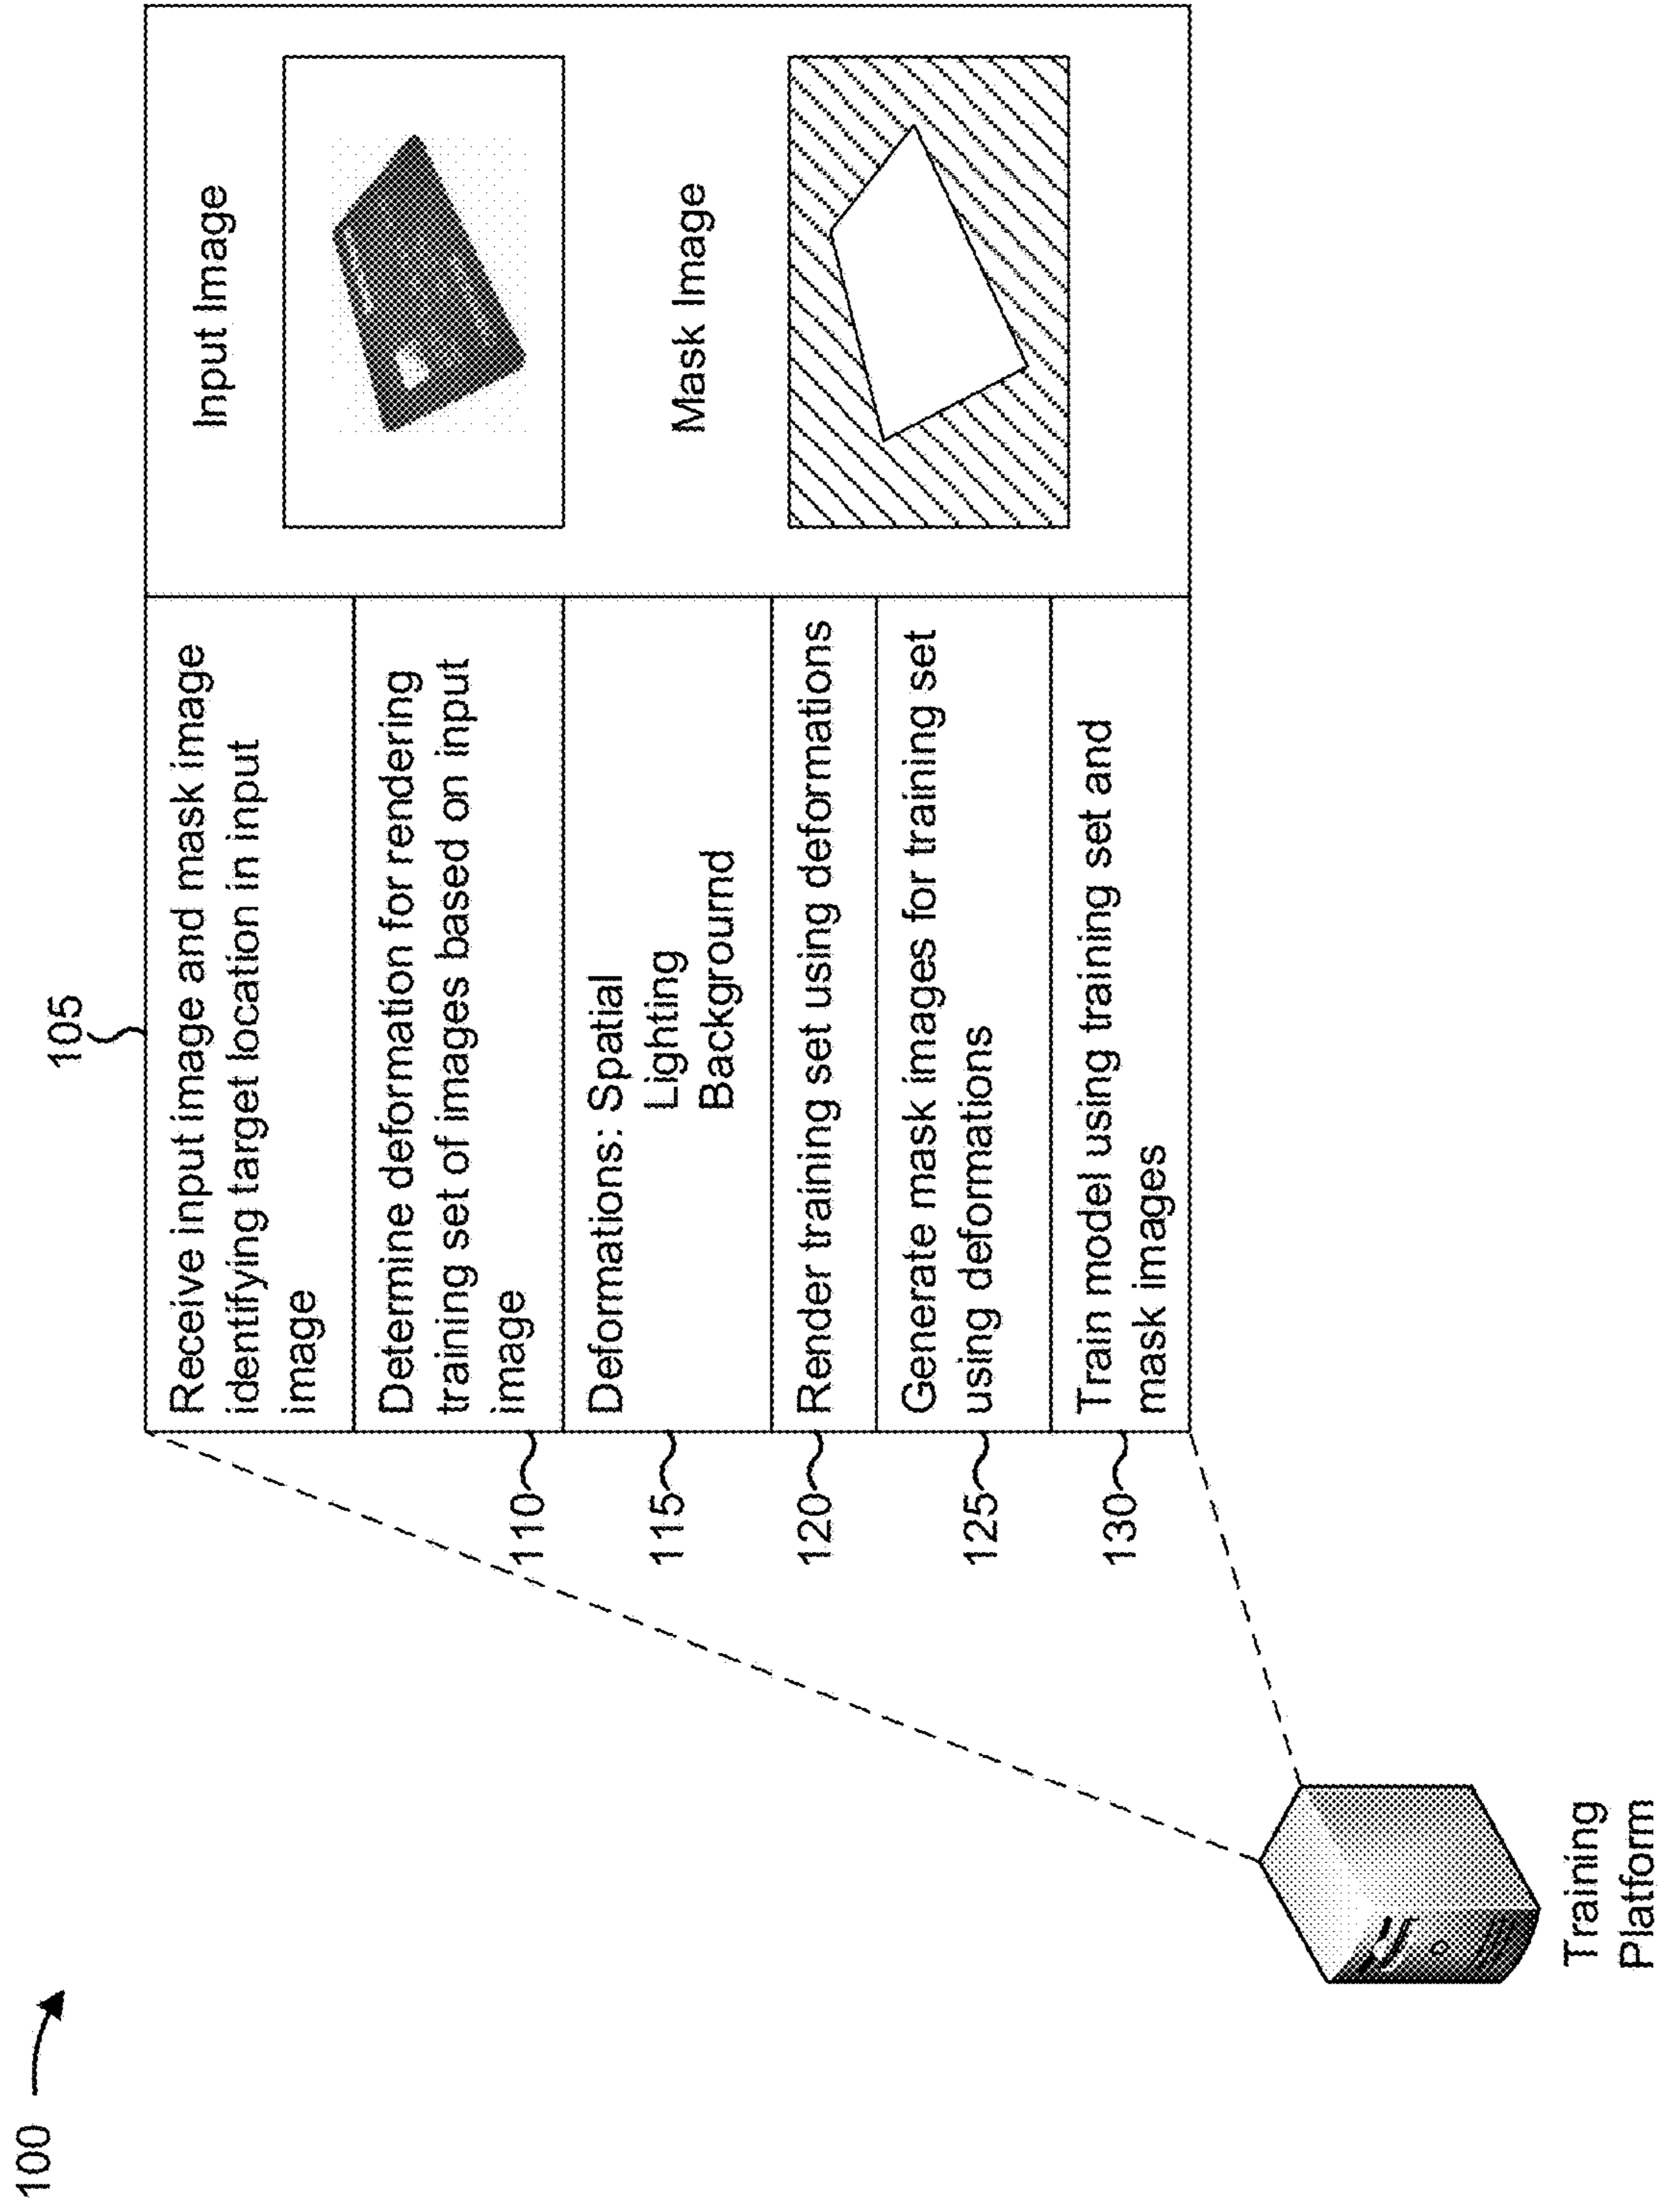 100
105
Receive input image and mask image
identifying target location in input
image
110
Determine deformation for rendering
training set of images based on input
image
115
Deformations: Spatial
Lighting
Background
120
Render training set using deformations
125
Generate mask images for training set
using deformations
130
Train model using training set and
mask images
Input Image
Mask Image
Training
Platform